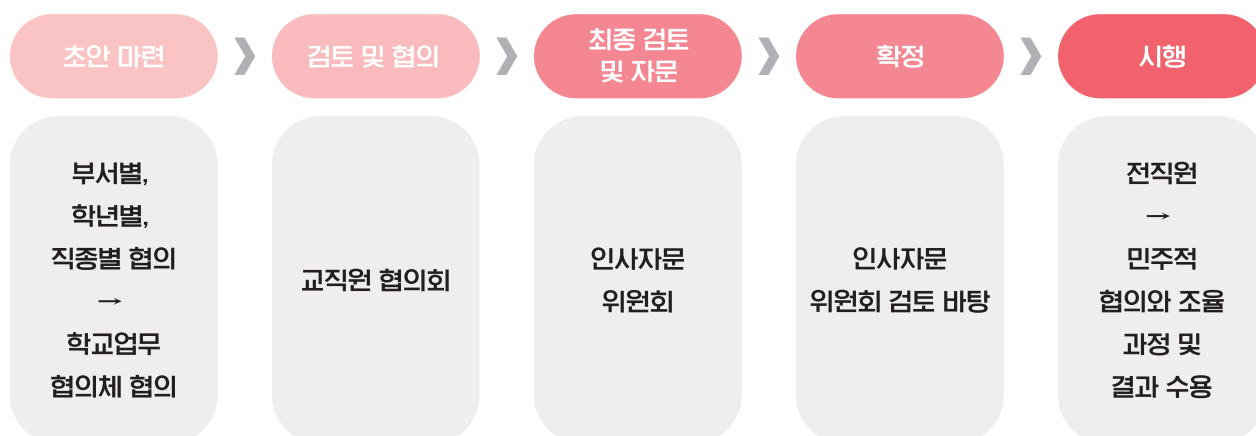 초안 마련
검토 및 협의
최종 검토
및 자문
확정
시행
부서별,
학년별,
직종별 협의
→
학교업무
협의체 협의
교직원 협의회
인사자문
위원회
인사자문
위원회 검토 바탕
전직원
→
민주적
협의와 조율
과정 및
결과 수용